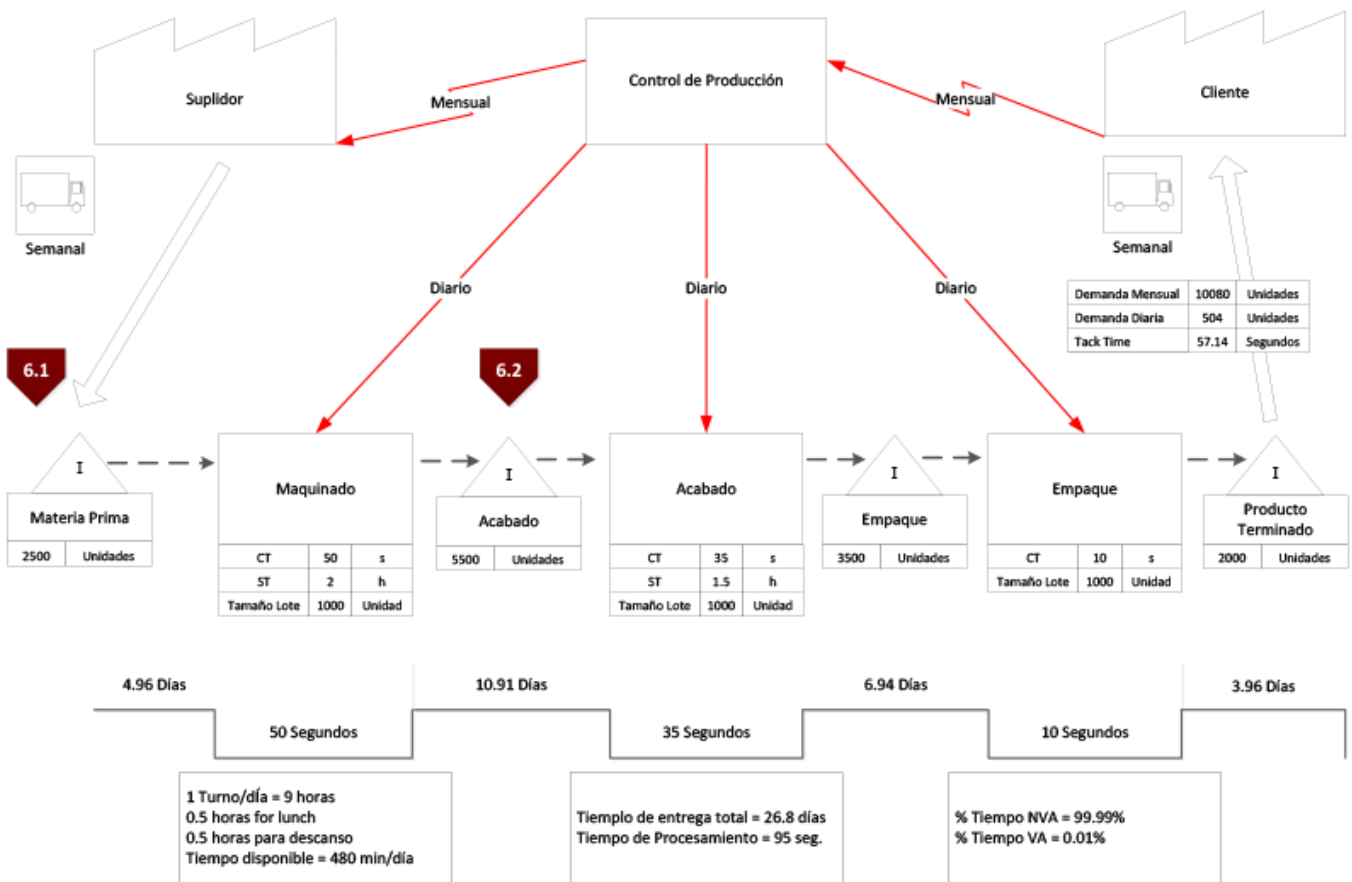 Suplidor
Control de Producción
Cliente
Mensual
Mensual
Semanal
Semanal
Diario
Diario
Diario
Demanda Mensual 10080 Unidades
Demanda Diaria 504 Unidades
Tack Time 57.14 Segundos
6.1
6.2
I
Materia Prima
2500 Unidades
Maquinado
CT 50 s
ST 2 h
Tamaño Lote 1000 Unidad
I
Acabado
5500 Unidades
Acabado
CT 35 s
ST 1.5 h
Tamaño Lote 1000 Unidad
I
Empaque
3500 Unidades
Empaque
CT 10 s
Tamaño Lote 1000 Unidad
I
Producto
Terminado
2000 Unidades
4.96 Días
50 Segundos
10.91 Días
35 Segundos
6.94 Días
10 Segundos
3.96 Días
1 Turno/día = 9 horas
0.5 horas for lunch
0.5 horas para descanso
Tiempo disponible = 480 min/día
Tiemplo de entrega total = 26.8 días
Tiempo de Procesamiento = 95 seg.
% Tiempo NVA = 99.99%
% Tiempo VA = 0.01%